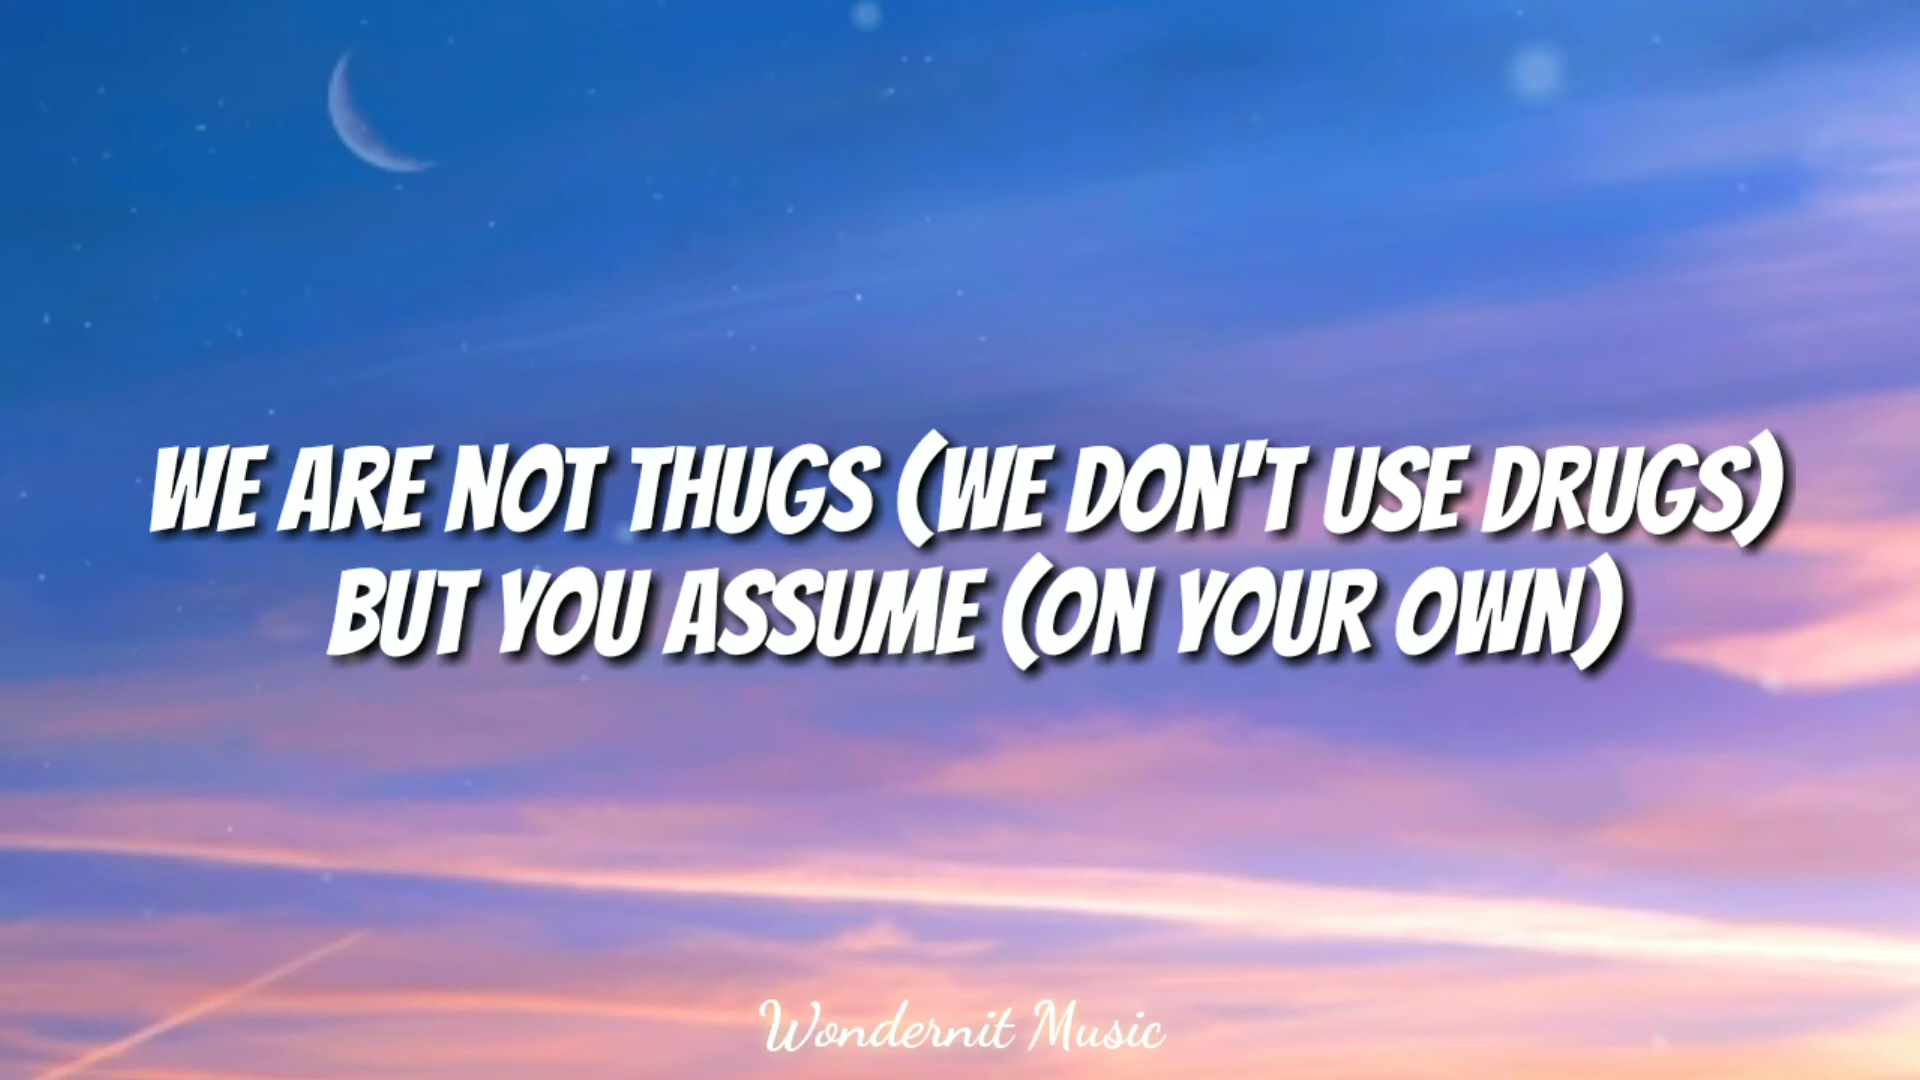 WE ARE NOT THUGS (WE DON'T USE DRUGS)
BUT YOU ASSUME (ON YOUR OWN)
Wondernit Music